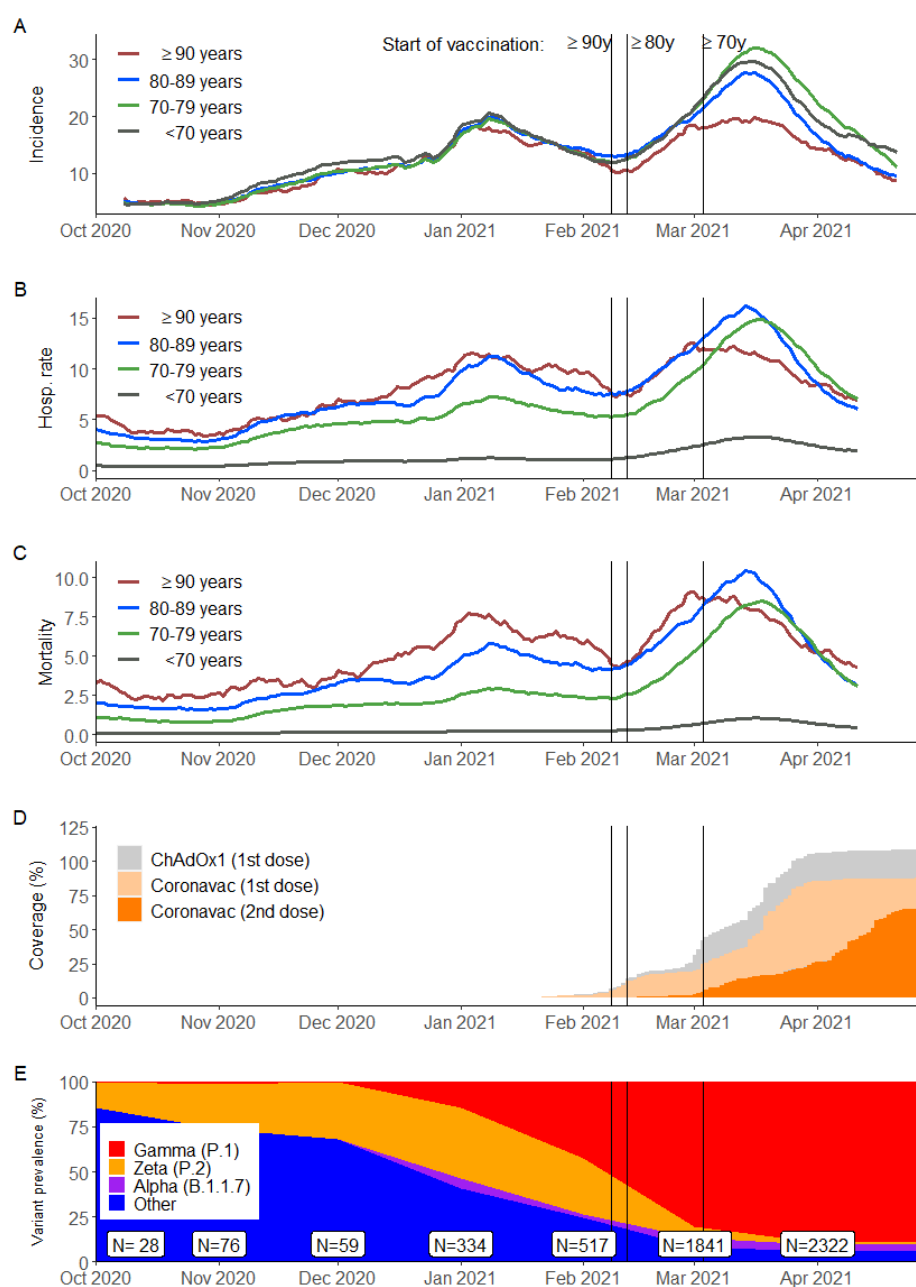 A
Start of vaccination: ≥ 90y ≥ 80y ≥ 70y
Incidence
30
20
10
≥ 90 years
80-89 years
70-79 years
<70 years
Oct 2020 Nov 2020 Dec 2020 Jan 2021 Feb 2021 Mar 2021 Apr 2021
B
Hosp. rate
15
10
5
0
≥ 90 years
80-89 years
70-79 years
<70 years
Oct 2020 Nov 2020 Dec 2020 Jan 2021 Feb 2021 Mar 2021 Apr 2021
C
Mortality
10.0
7.5
5.0
2.5
0.0
≥ 90 years
80-89 years
70-79 years
<70 years
Oct 2020 Nov 2020 Dec 2020 Jan 2021 Feb 2021 Mar 2021 Apr 2021
D
Coverage (%)
125
100
75
50
25
0
ChAdOx1 (1st dose)
Coronavac (1st dose)
Coronavac (2nd dose)
Oct 2020 Nov 2020 Dec 2020 Jan 2021 Feb 2021 Mar 2021 Apr 2021
E
Variant prevalence (%)
100
75
50
25
0
Gamma (P.1)
Zeta (P.2)
Alpha (B.1.1.7)
Other
N= 28 N=76 N=59 N=334 N=517 N=1841 N=2322
Oct 2020 Nov 2020 Dec 2020 Jan 2021 Feb 2021 Mar 2021 Apr 2021